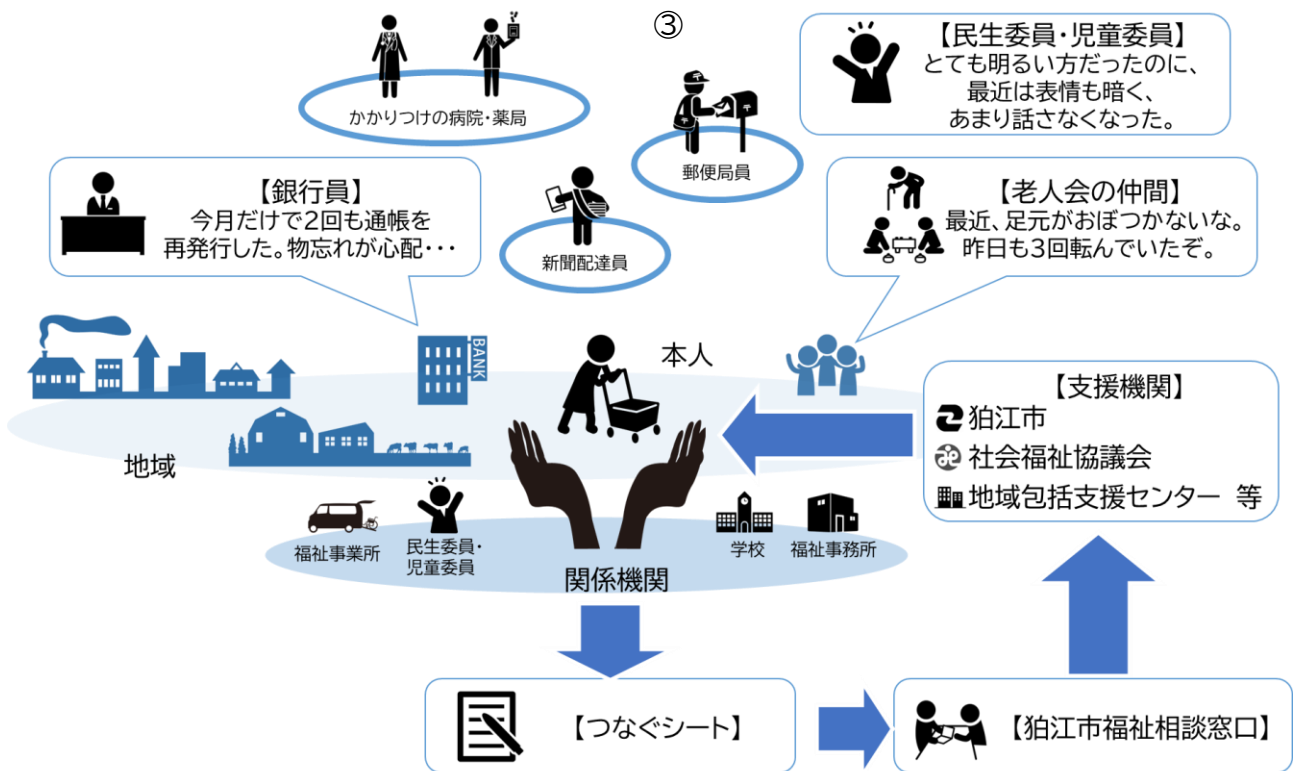 ③
【民生委員・児童委員】
とても明るい方だったのに、
最近は表情も暗く、
あまり話さなくなった。
かかりつけの病院・薬局
郵便局員
【銀行員】
今月だけで2回も通帳を
再発行した。物忘れが心配・・・
新聞配達員
【老人会の仲間】
最近、足元がおぼつかないな。
昨日も3回転んでいたぞ。
BANK
本人
地域
【支援機関】
狛江市
社会福祉協議会
地域包括支援センター 等
福祉事業所
民生委員・
児童委員
学校
福祉事務所
関係機関
【つなぐシート】
【狛江市福祉相談窓口】